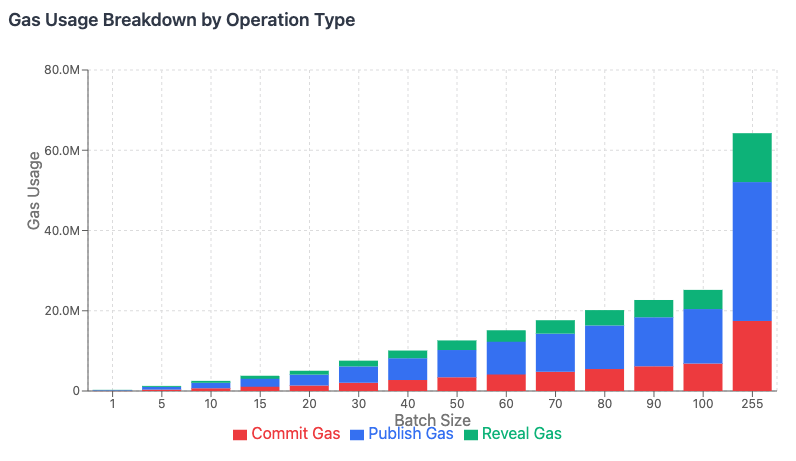 Gas Usage Breakdown by Operation Type
80.0M
60.0M
40.0M
20.0M
0
Gas Usage
1 5 10 15 20 30 40 50 60 70 80 90 100 255
Batch Size
Commit Gas Publish Gas Reveal Gas